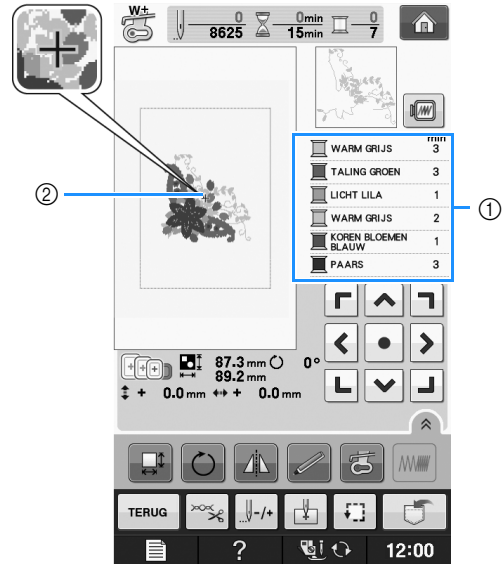 W+
0 0min 0
8625 15min 7
min
WARM GRIJS 3
TALING GROEN 3
LICHT LILA 1
WARM GRIJS 2
KOREN BLOEMEN
BLAUW 1
PAARS 3
①
②
87.3 mm 0°
89.2 mm
+ 0.0 mm + 0.0 mm
TERUG
-/+
? 12:00